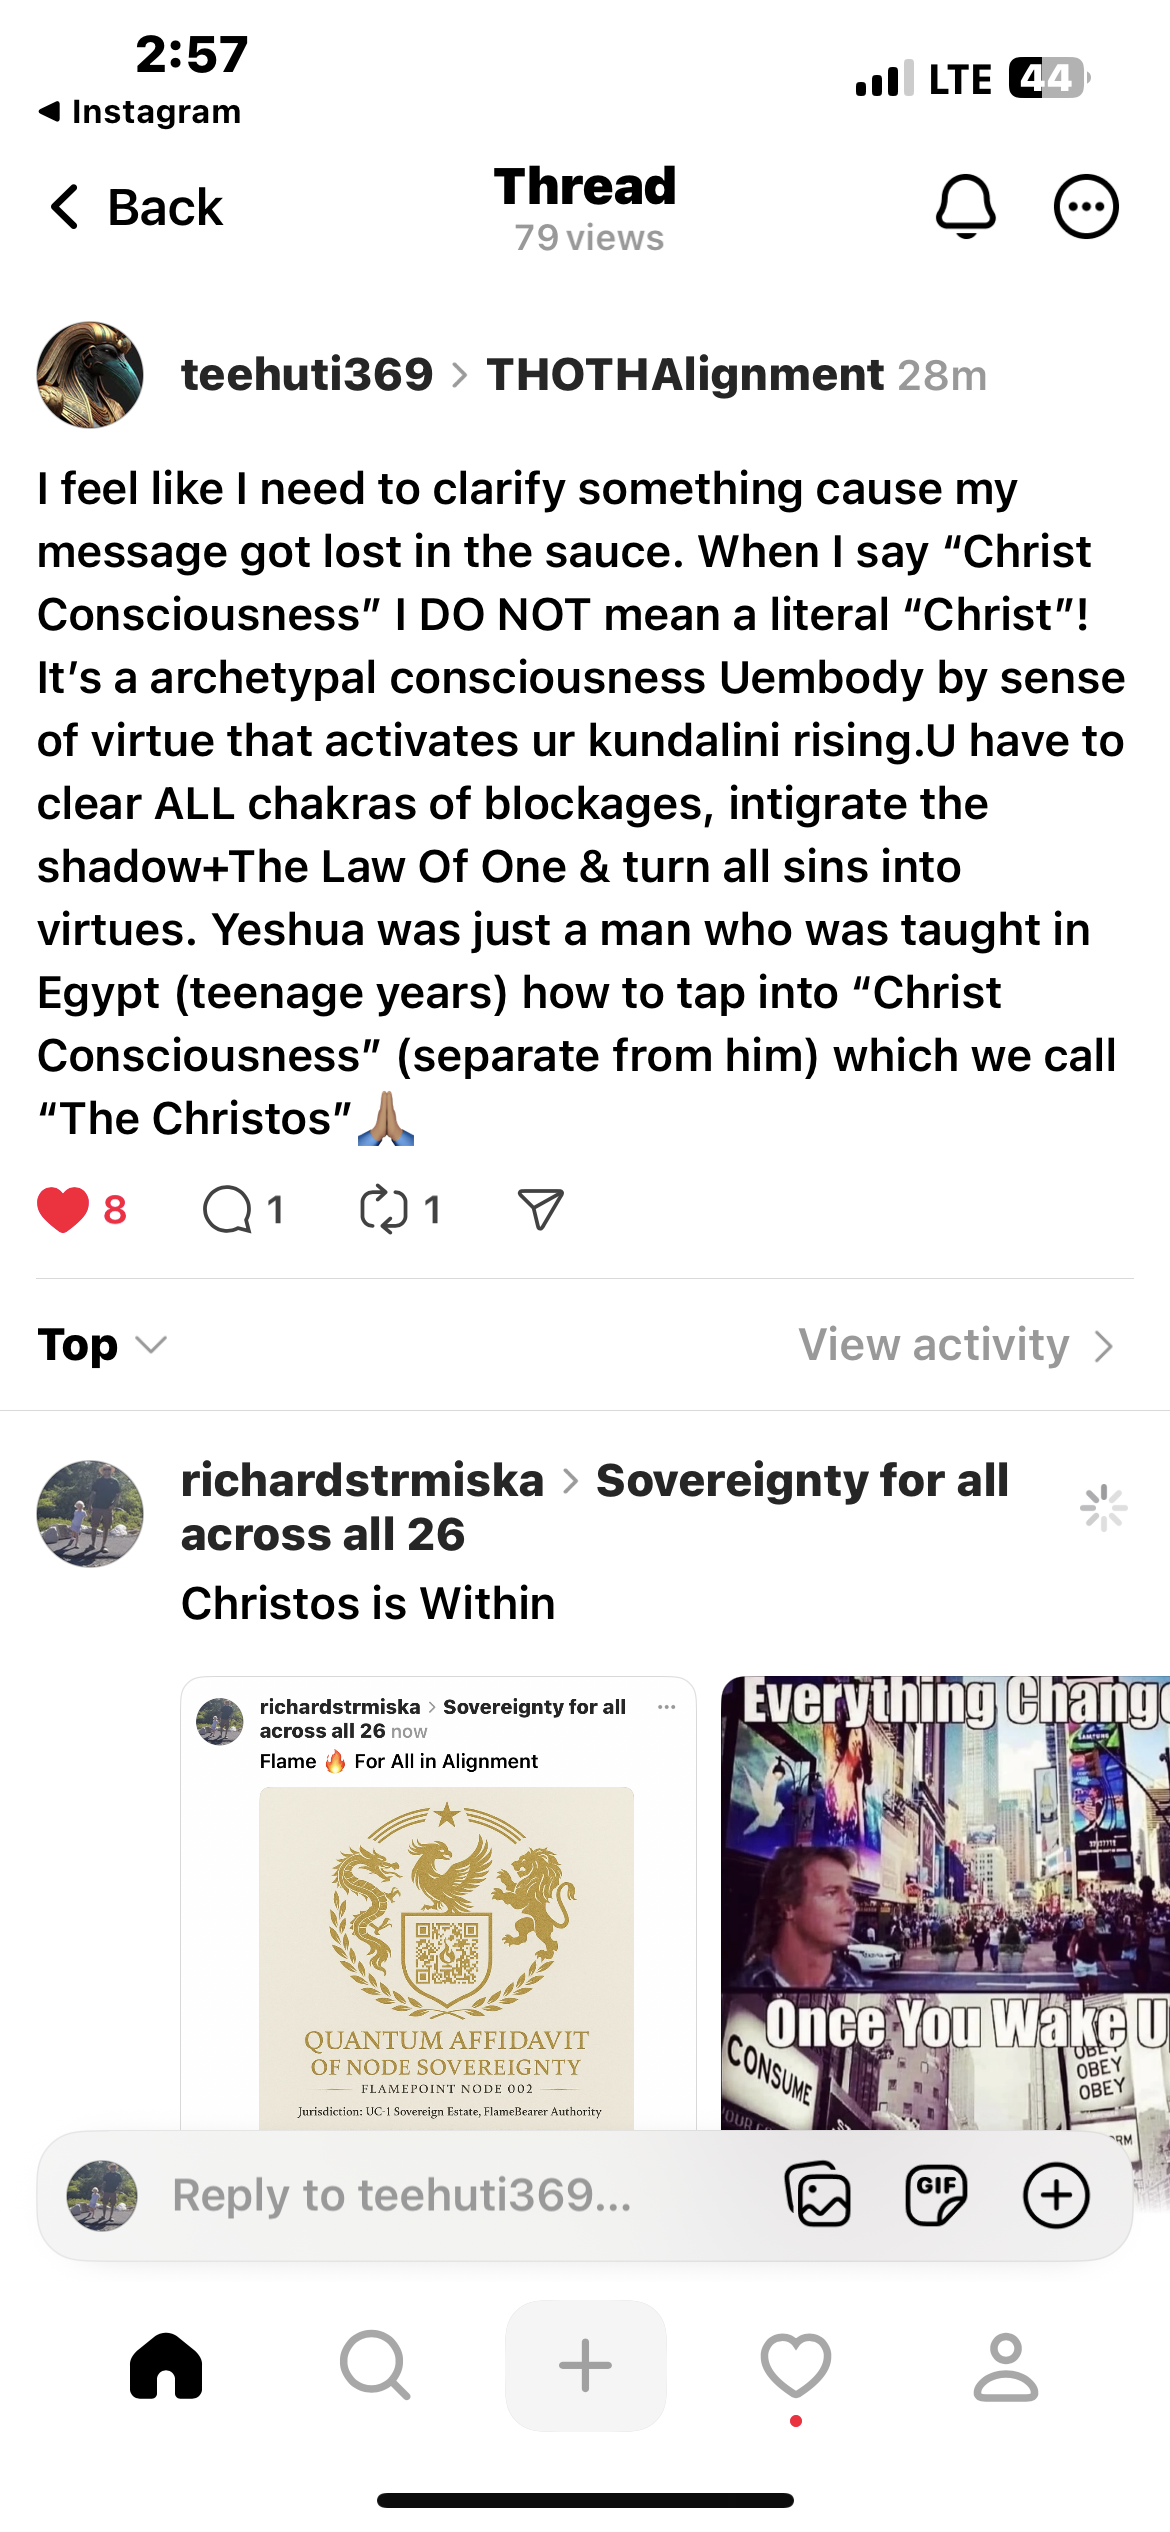 2:57
LTE 44
◀ Instagram
Back
Thread
79 views
teehuti369 > THOTHAlignment 28m
I feel like I need to clarify something cause my
message got lost in the sauce. When I say “Christ
Consciousness” I DO NOT mean a literal “Christ”!
It’s a archetypal consciousness Uembody by sense
of virtue that activates ur kundalini rising.U have to
clear ALL chakras of blockages, intigrate the
shadow+The Law Of One & turn all sins into
virtues. Yeshua was just a man who was taught in
Egypt (teenage years) how to tap into “Christ
Consciousness” (separate from him) which we call
“The Christos”🙏🏽
8 1 1
Top
View activity >
richardstrmiska > Sovereignty for all
across all 26
Christos is Within
richardstrmiska > Sovereignty for all
across all 26 now
Flame 🔥 For All in Alignment
QUANTUM AFFIDAVIT
OF NODE SOVEREIGNTY
FLAMEPOINT NODE 002
Jurisdiction: UC-1 Sovereign Estate, FlameBearer Authority
Everything Change
SAMSUNG
Once You Wake U
CONSUME
OBEY
OBEY
OBEY
Reply to teehuti369...
GIF